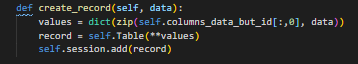 def create_record(self, data):
    values = dict(zip(self.columns_data_but_id[:,0], data))
    record = self.Table(**values)
    self.session.add(record)